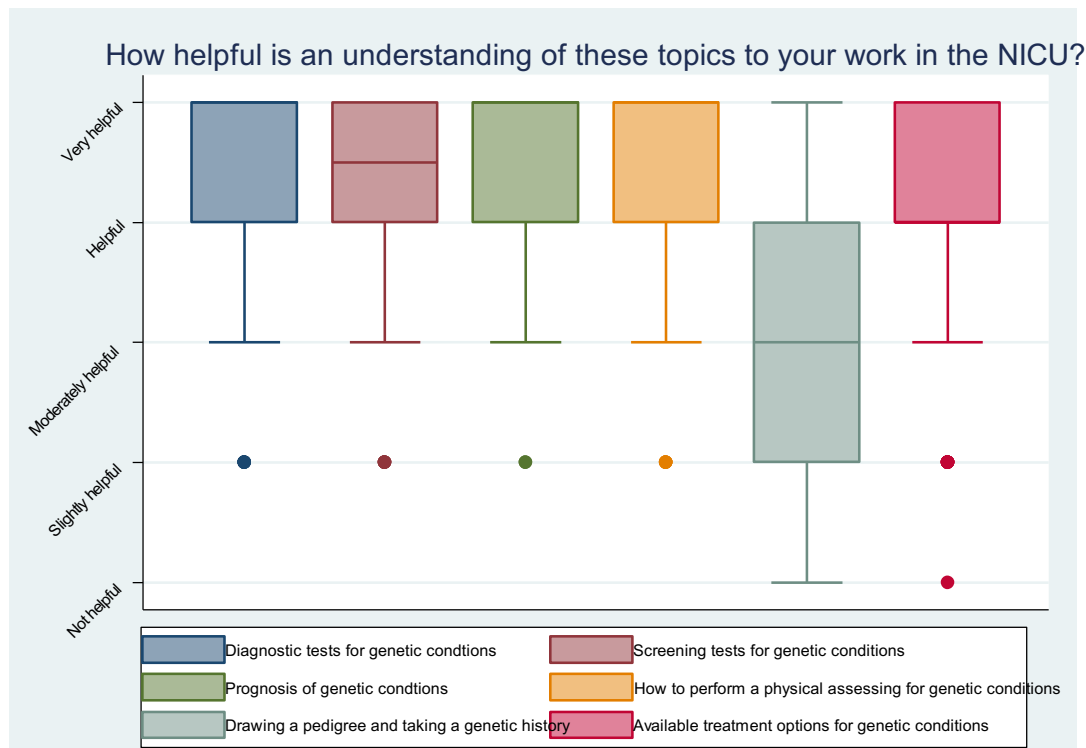 How helpful is an understanding of these topics to your work in the NICU?
Very helpful
Helpful
Moderately helpful
Slightly helpful
Not helpful
Diagnostic tests for genetic condtions
Screening tests for genetic conditions
Prognosis of genetic condtions
How to perform a physical assessing for genetic conditions
Drawing a pedigree and taking a genetic history
Available treatment options for genetic conditions